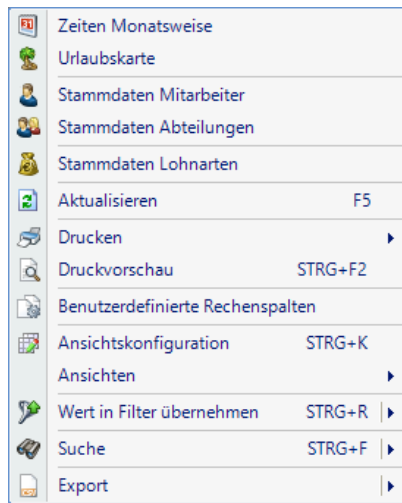 Zeiten Monatsweise
Urlaubskarte
Stammdaten Mitarbeiter
Stammdaten Abteilungen
Stammdaten Lohnarten
Aktualisieren F5
Drucken
Druckvorschau STRG+F2
Benutzerdefinierte Rechenspalten
Ansichtskonfiguration STRG+K
Ansichten
Wert in Filter übernehmen STRG+R
Suche STRG+F
Export